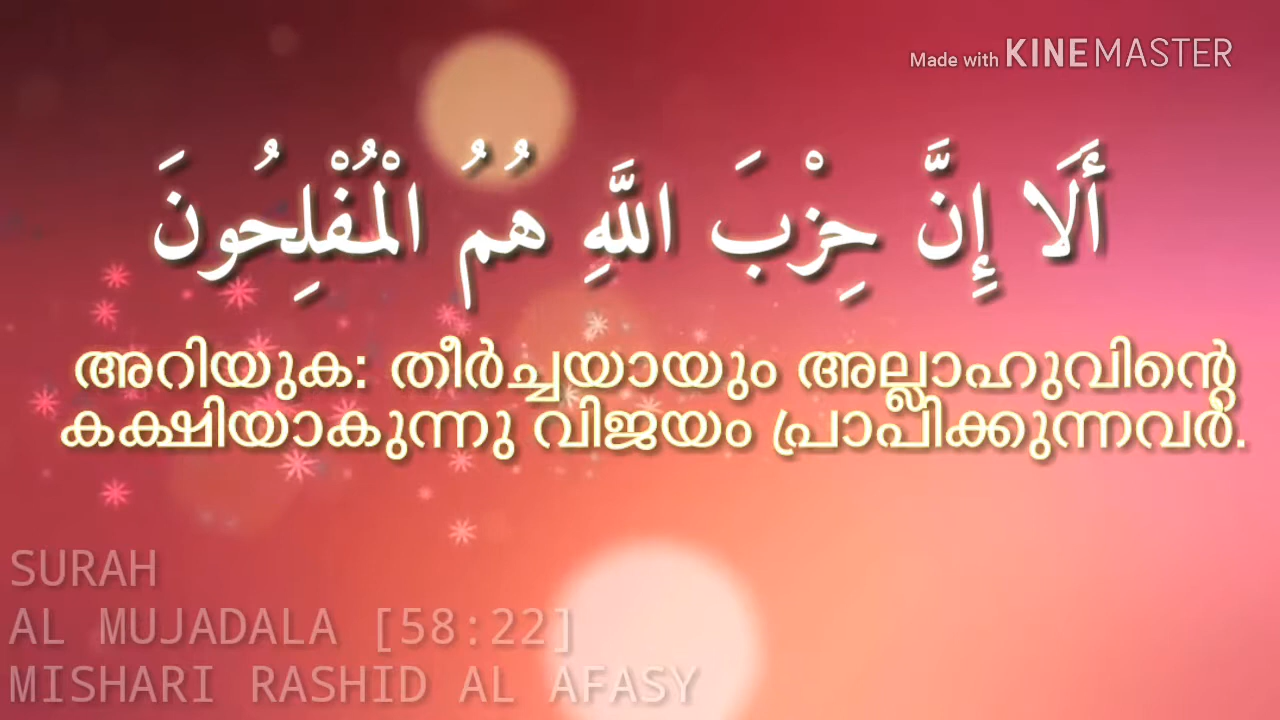 Made with KINEMASTER
أَلَا إِنَّ حِزْبَ اللَّهِ هُمُ الْمُفْلِحُونَ
അറിയുക: തീർച്ചയായും അല്ലാഹുവിന്റെ
കക്ഷിയാകുന്നു വിജയം പ്രാപിക്കുന്നവർ.
SURAH
AL MUJADALA [58:22]
MISHARI RASHID AL AFASY